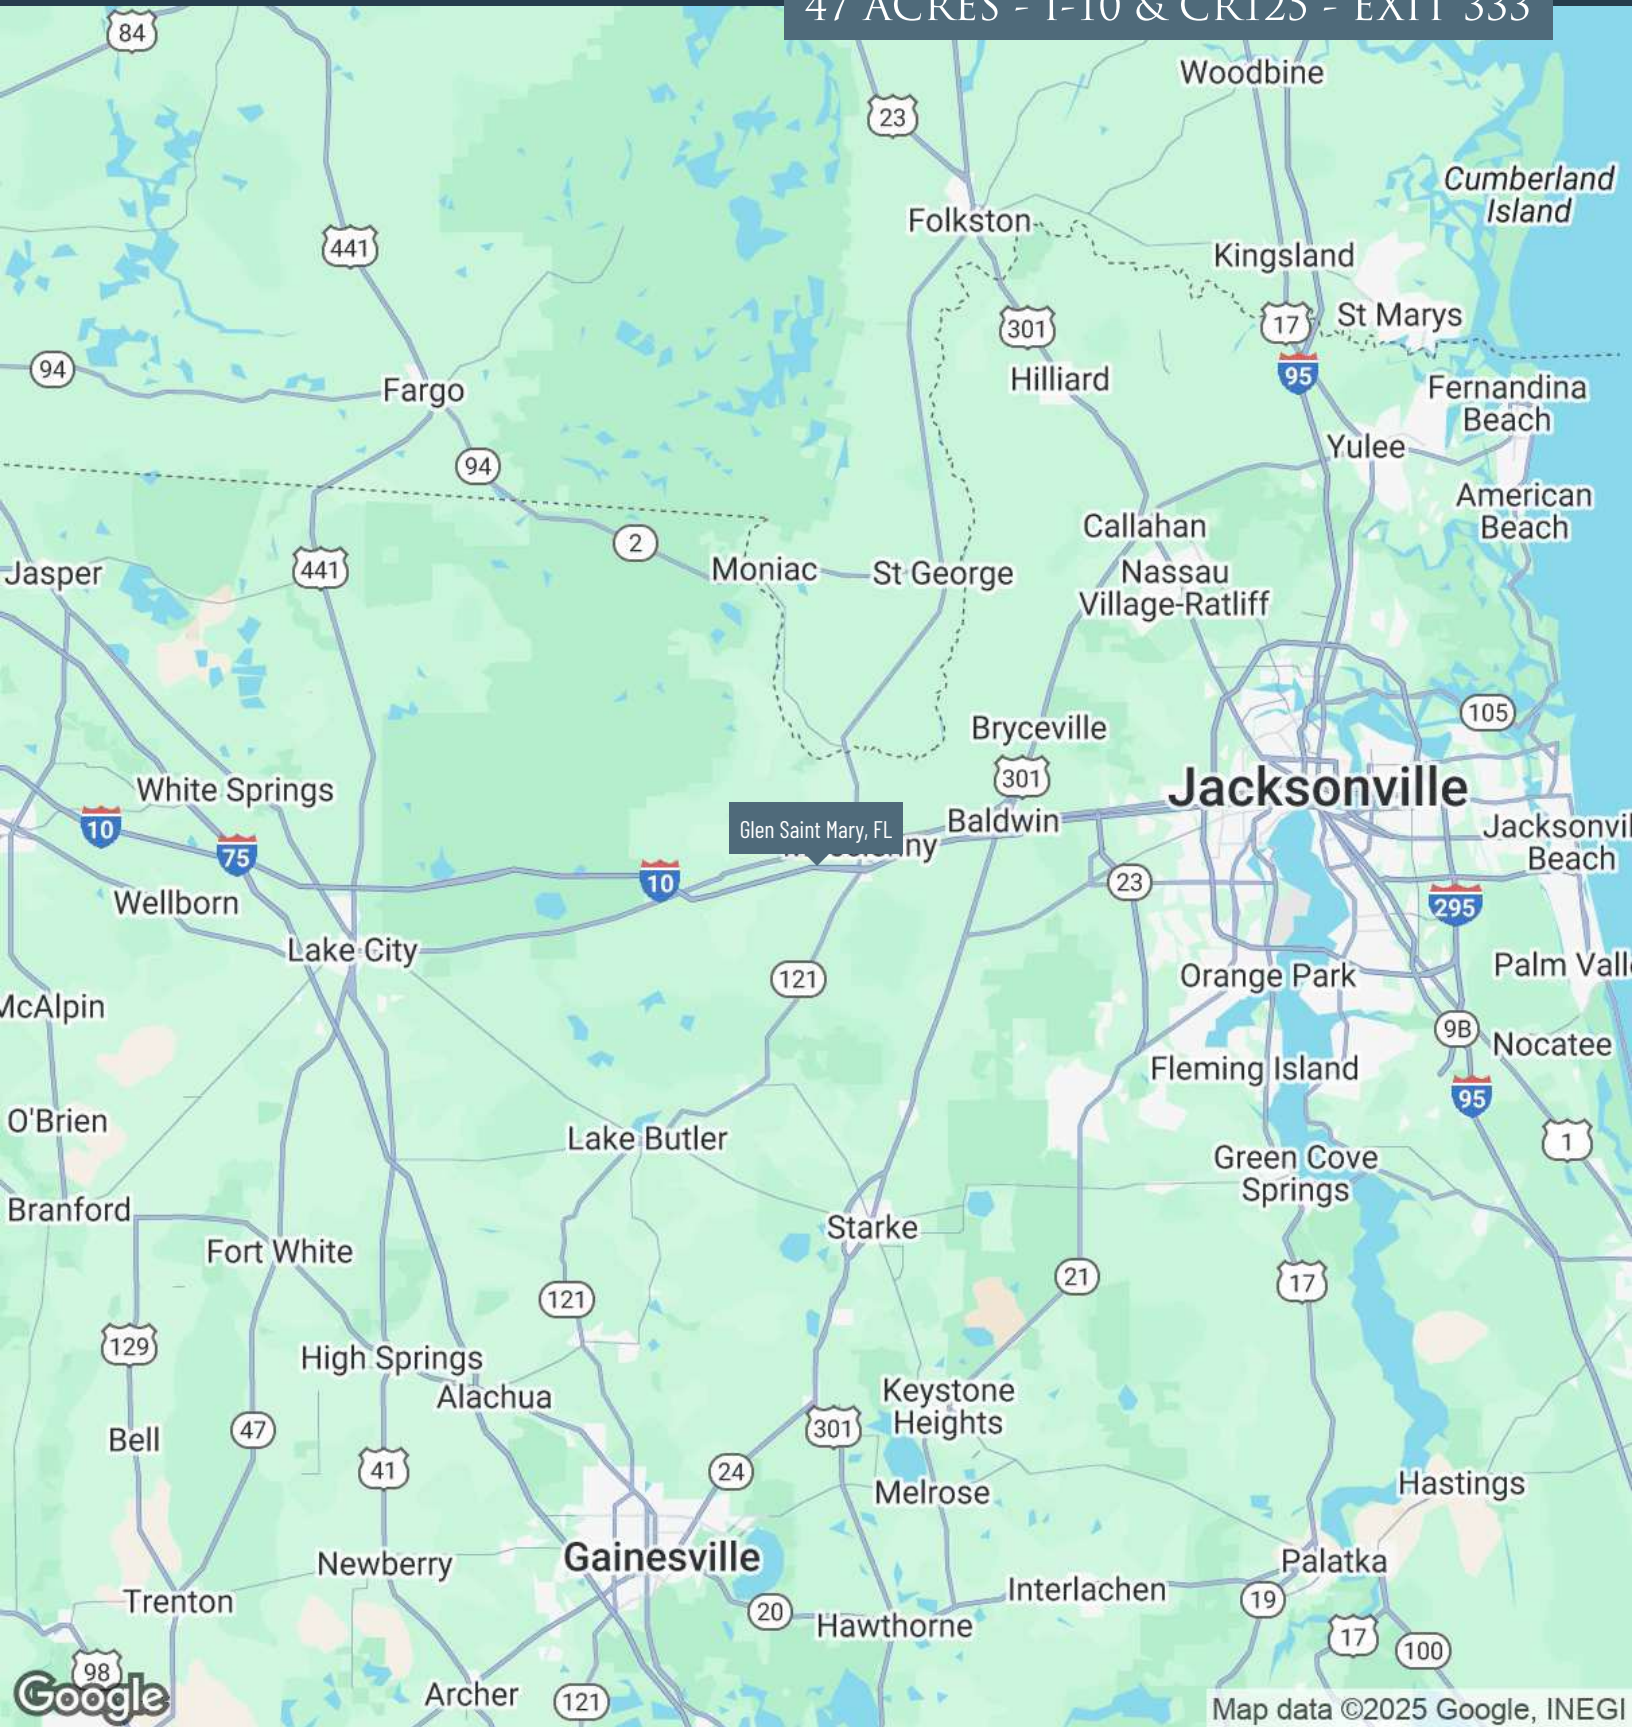 47 ACRES - I-10 & CR125 - EXIT 333
84
Woodbine
23
Cumberland
Island
Folkston
441
Kingsland
301
17
St Marys
94
Fargo
Hilliard
95
Fernandina
Beach
94
Yulee
American
Beach
2
Callahan
Jasper
441
Moniac
St George
Nassau
Village-Ratliff
105
Bryceville
301
White Springs
Jacksonville
10
75
Glen Saint Mary, FL
Baldwin
Jacksonvil
Beach
10
23
Wellborn
295
Lake City
121
Orange Park
Palm Vall
McAlpin
9B
Nocatee
Fleming Island
95
O'Brien
Lake Butler
1
Green Cove
Springs
Branford
Starke
Fort White
21
17
121
129
High Springs
Alachua
Keystone
Heights
47
301
Bell
41
24
Melrose
Hastings
Gainesville
Newberry
Palatka
Interlachen
Trenton
20
19
Hawthorne
17
100
98
Google
Archer
121
Map data ©2025 Google, INEGI